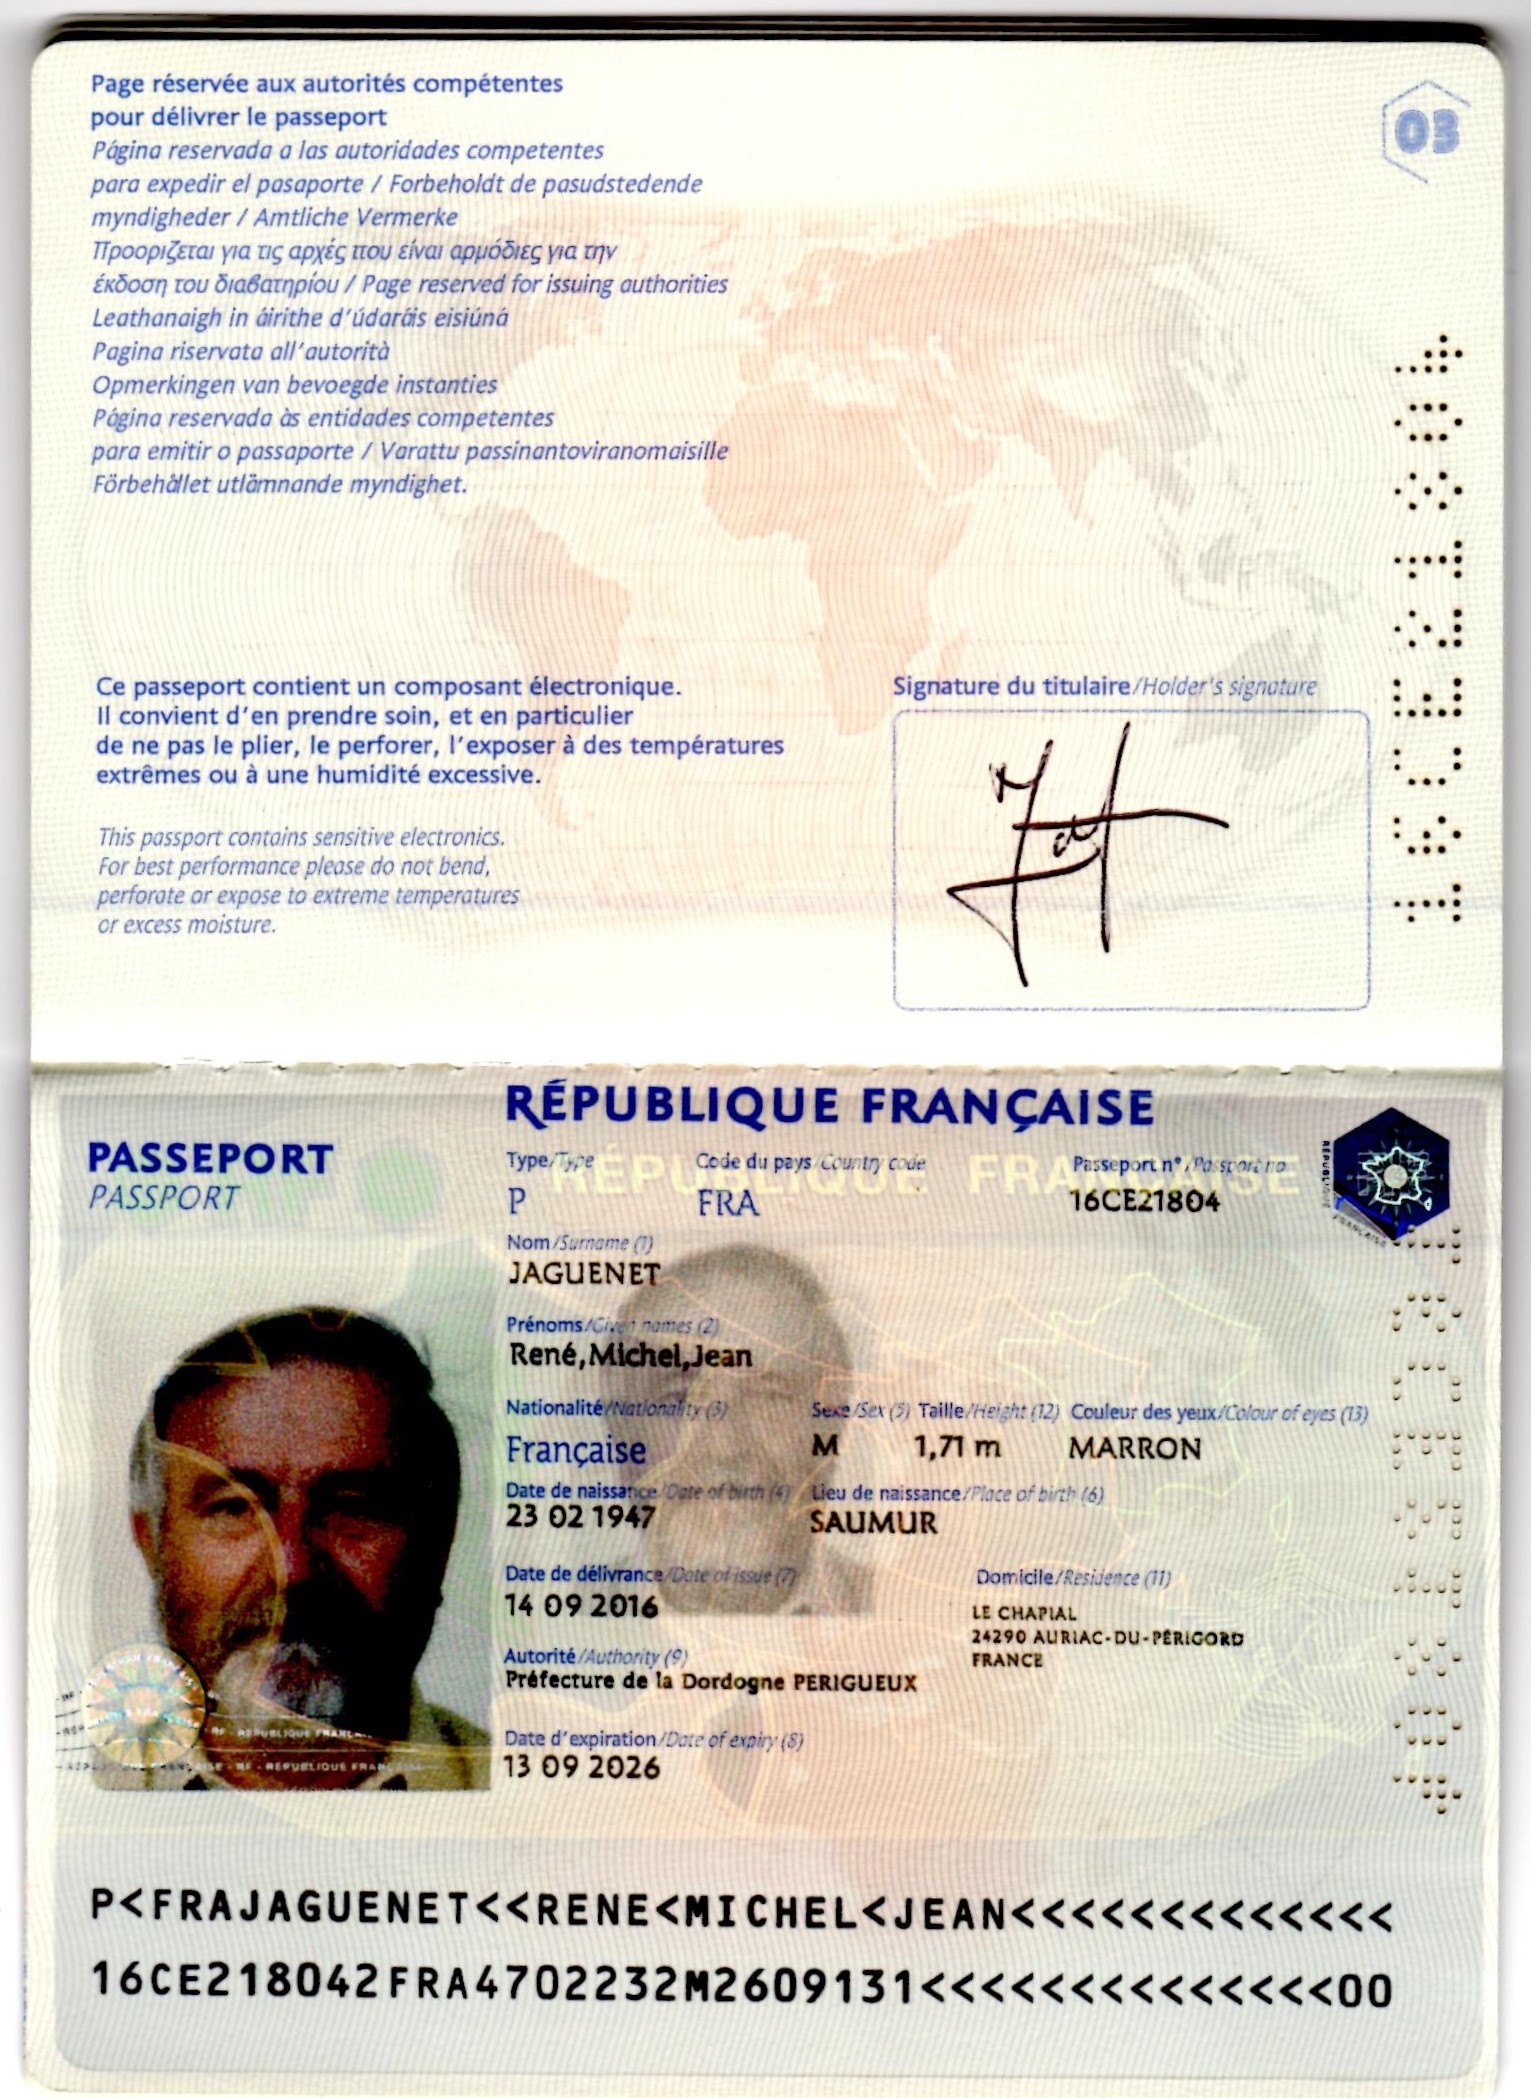 Page réservée aux autorités compétentes
pour délivrer le passeport
Página reservada a las autoridades competentes
para expedir el pasaporte / Forbeholdt de pasudstedende
myndigheder / Amtliche Vermerke
Προοριζεται για τις αρχές που είναι αρμόδιες για την
έκδοση του διαβατηρίου / Page reserved for issuing authorities
Leathanaigh in áirithe d'údaráis eisiúná
Pagina riservata all'autorità
Opmerkingen van bevoegde instanties
Página reservada às entidades competentes
para emitir o passaporte / Varattu passinantoviranomaisille
Förbehållet utlämnande myndighet.
03
Ce passeport contient un composant électronique.
Il convient d'en prendre soin, et en particulier
de ne pas le plier, le perforer, l'exposer à des températures
extrêmes ou à une humidité excessive.
This passport contains sensitive electronics.
For best performance please do not bend,
perforate or expose to extreme temperatures
or excess moisture.
Signature du titulaire/Holder's signature
16CE21804
RÉPUBLIQUE FRANÇAISE
PASSEPORT
PASSPORT
Type/Type Code du pays/Country code Passeport n°/Passport no
P FRA 16CE21804
RÉPUBLIQUE FRANÇAISE
Nom/Surname (1)
JAGUENET
Prénoms/Given names (2)
René,Michel,Jean
Nationalité/Nationality (3) Sexe/Sex (5) Taille/Height (12) Couleur des yeux/Colour of eyes (13)
Française M 1,71 m MARRON
Date de naissance/Date of birth (4) Lieu de naissance/Place of birth (6)
23 02 1947 SAUMUR
Date de délivrance/Date of issue (7) Domicile/Residence (11)
14 09 2016 LE CHAPIAL
24290 AURIAC-DU-PÉRIGORD
FRANCE
Autorité/Authority (9)
Préfecture de la Dordogne PERIGUEUX
Date d'expiration/Date of expiry (8)
13 09 2026
RF - RÉPUBLIQUE FRANÇAISE
RF - RÉPUBLIQUE FRANÇAISE
P<FRAJAGUENET<<RENE<MICHEL<JEAN<<<<<<<<<<<<<
16CE218042FRA4702232M2609131<<<<<<<<<<<<<<00